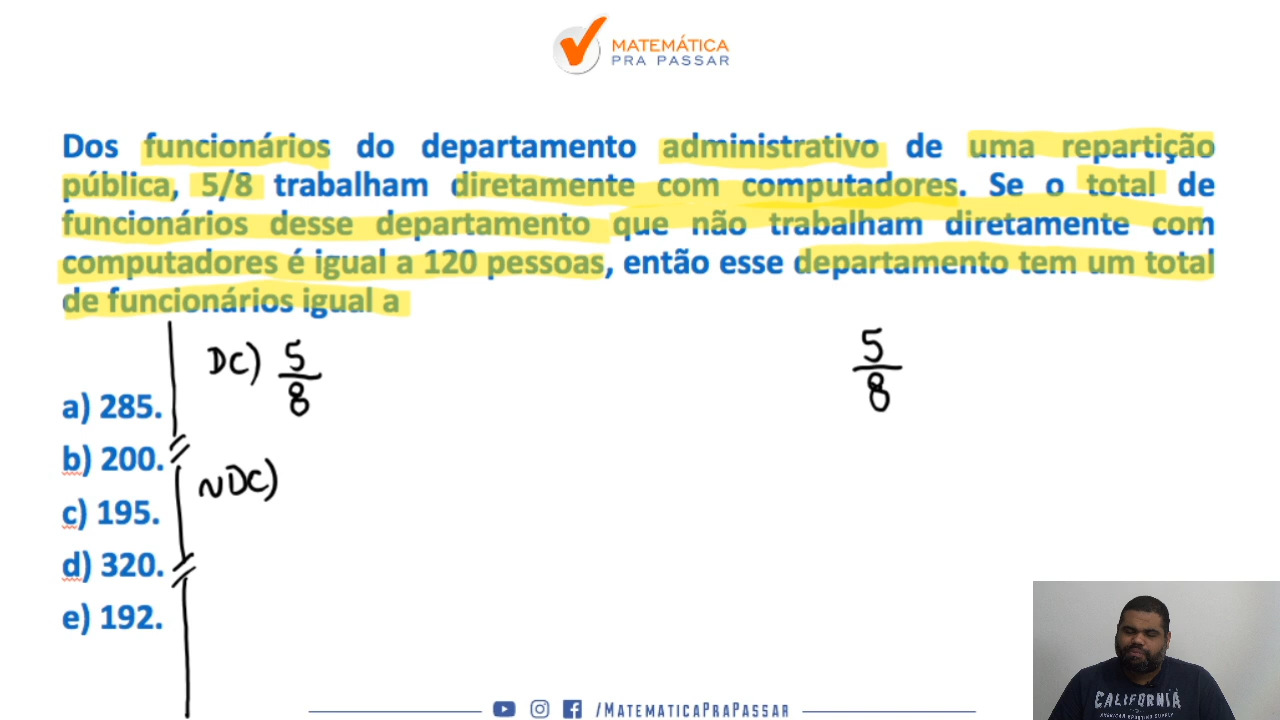 MATEMÁTICA
PRA PASSAR
Dos funcionários do departamento administrativo de uma repartição
pública, 5/8 trabalham diretamente com computadores. Se o total de
funcionários desse departamento que não trabalham diretamente com
computadores é igual a 120 pessoas, então esse departamento tem um total
de funcionários igual a
DC) 5/8
5/8
a) 285.
b) 200.
NDC)
c) 195.
d) 320.
e) 192.
CALIFORNIA
/MATEMATICAPRAPASSAR